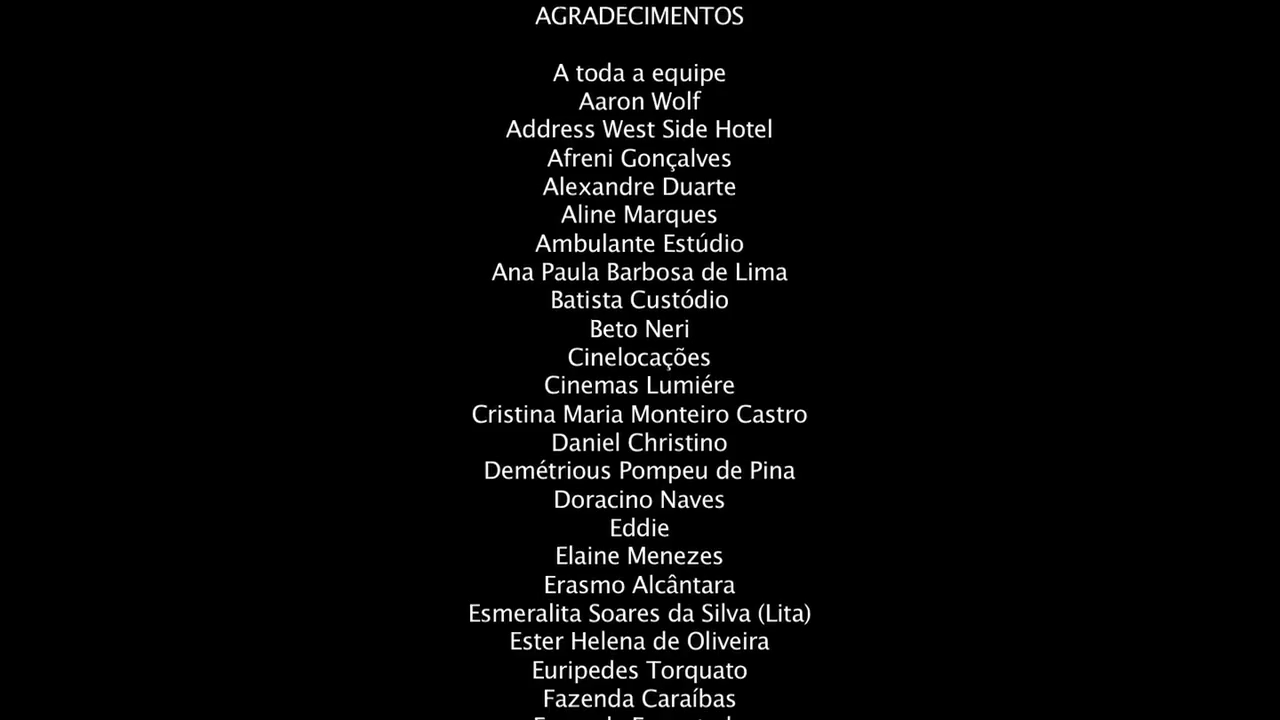 AGRADECIMENTOS
A toda a equipe
Aaron Wolf
Address West Side Hotel
Afreni Gonçalves
Alexandre Duarte
Aline Marques
Ambulante Estúdio
Ana Paula Barbosa de Lima
Batista Custódio
Beto Neri
Cinelocações
Cinemas Lumiére
Cristina Maria Monteiro Castro
Daniel Christino
Demétrious Pompeu de Pina
Doracino Naves
Eddie
Elaine Menezes
Erasmo Alcântara
Esmeralita Soares da Silva (Lita)
Ester Helena de Oliveira
Euripedes Torquato
Fazenda Caraíbas